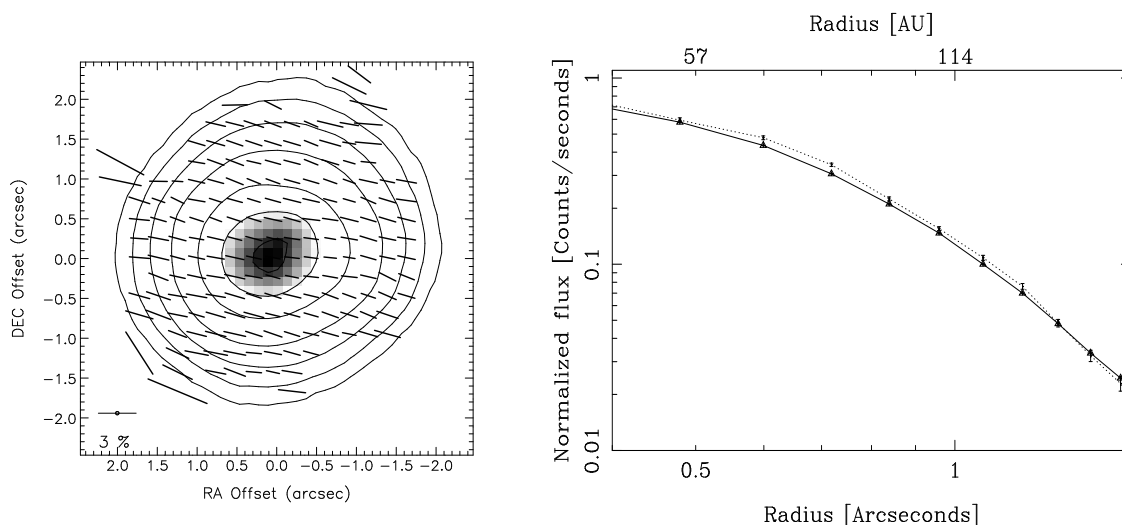 2.0
1.5
1.0
0.5
0.0
−0.5
−1.0
−1.5
−2.0
DEC Offset (arcsec)
3 %
2.0 1.5 1.0 0.5 0.0 −0.5 −1.0 −1.5 −2.0
RA Offset (arcsec)
Radius [AU]
57 114
Normalized flux [Counts/seconds]
1
0.1
0.01
0.5 1
Radius [Arcseconds]